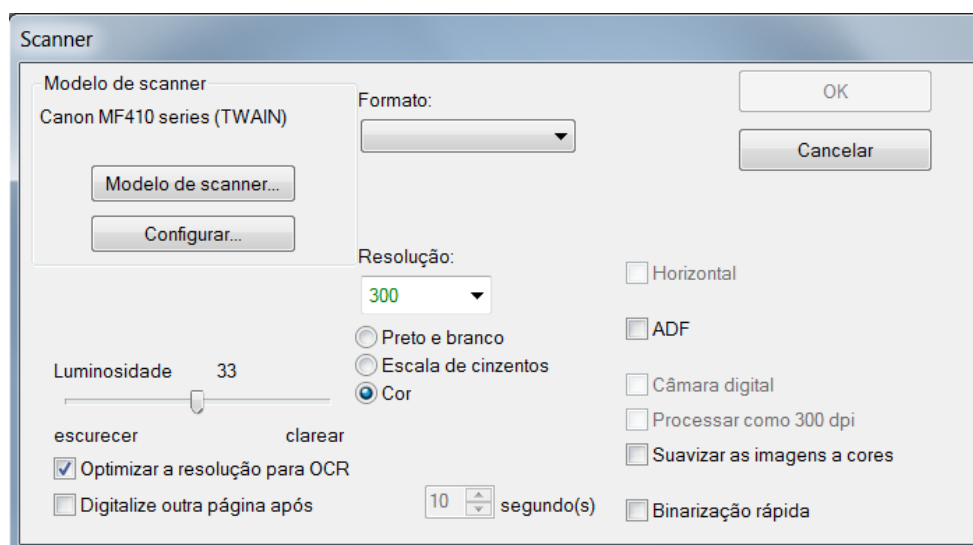 Scanner
Modelo de scanner
Canon MF410 series (TWAIN)
Modelo de scanner...
Configurar...
Formato:
OK
Cancelar
Resolução:
300
Preto e branco
Escala de cinzentos
Cor
Horizontal
ADF
Câmara digital
Processar como 300 dpi
Suavizar as imagens a cores
Binarização rápida
Luminosidade 33
escurecer clarear
Optimizar a resolução para OCR
Digitalize outra página após 10 segundo(s)